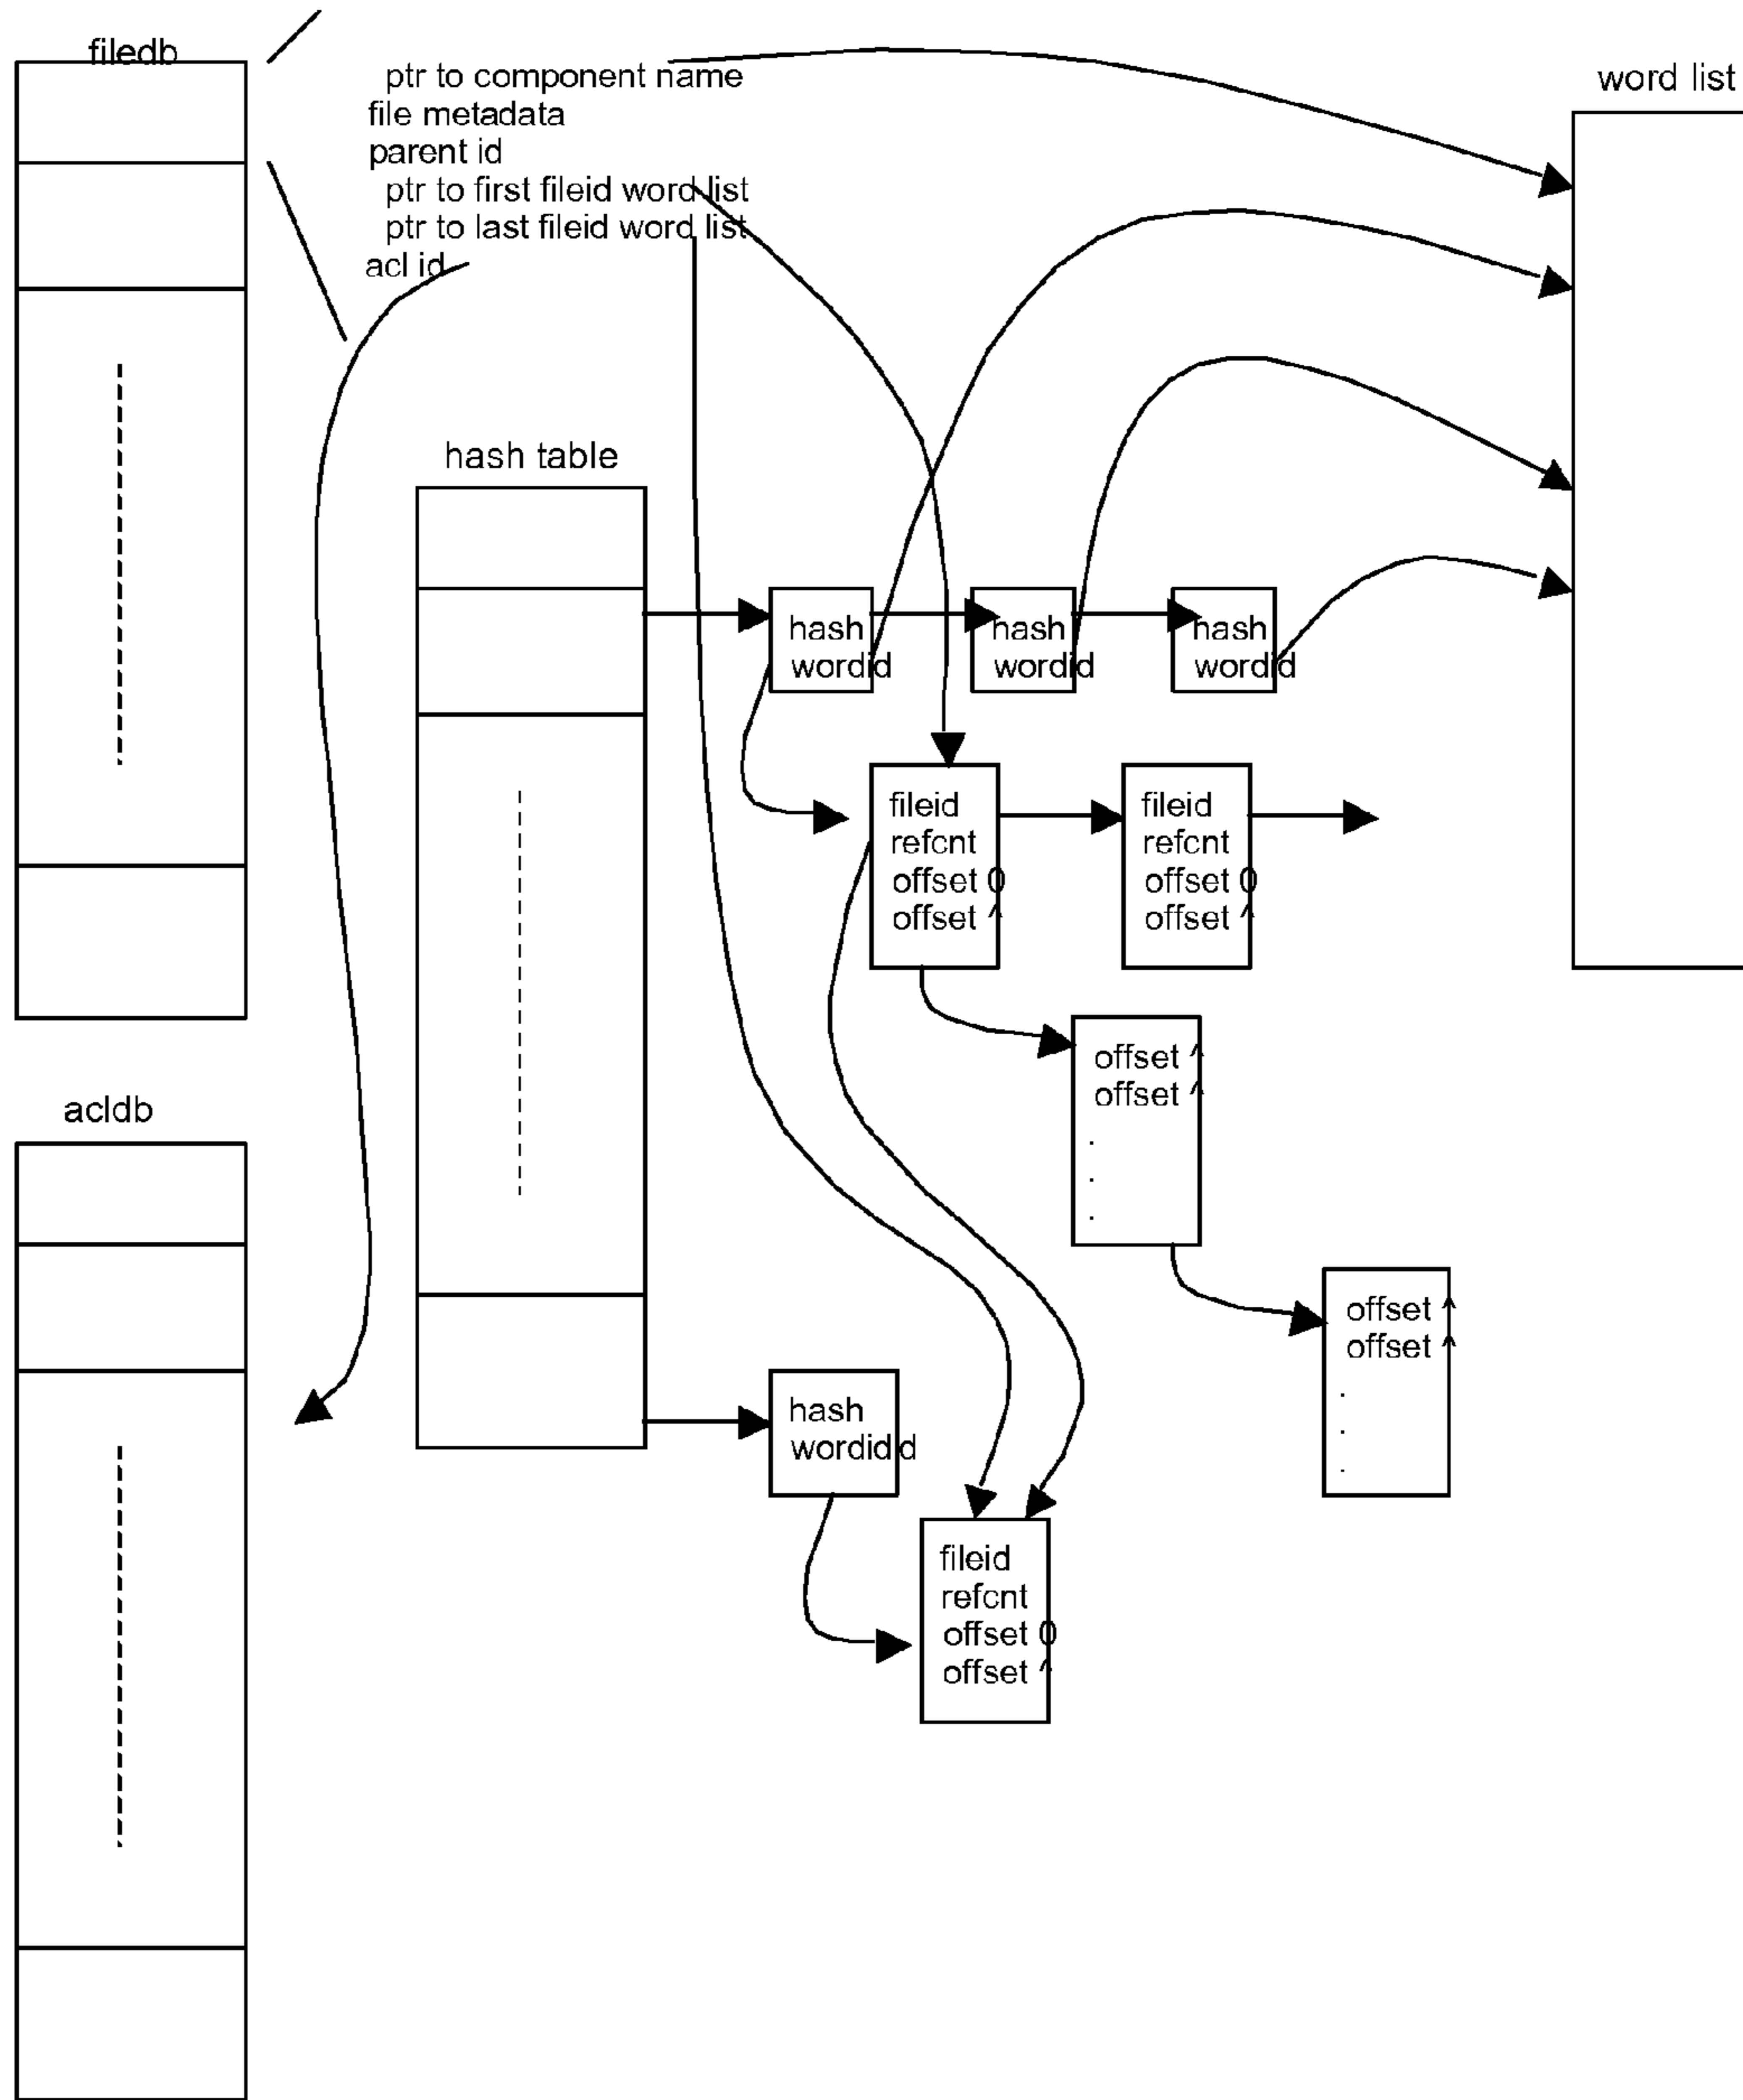 filedb
ptr to component name
file metadata
parent id
ptr to first fileid word list
ptr to last fileid word list
acl id
word list
hash table
hash
wordid
hash
wordid
hash
wordid
fileid
refcnt
offset 0
offset ^
fileid
refcnt
offset 0
offset ^
offset ^
offset ^
.
.
.
acldb
offset ^
offset ^
.
.
.
hash
wordidid
fileid
refcnt
offset 0
offset ^